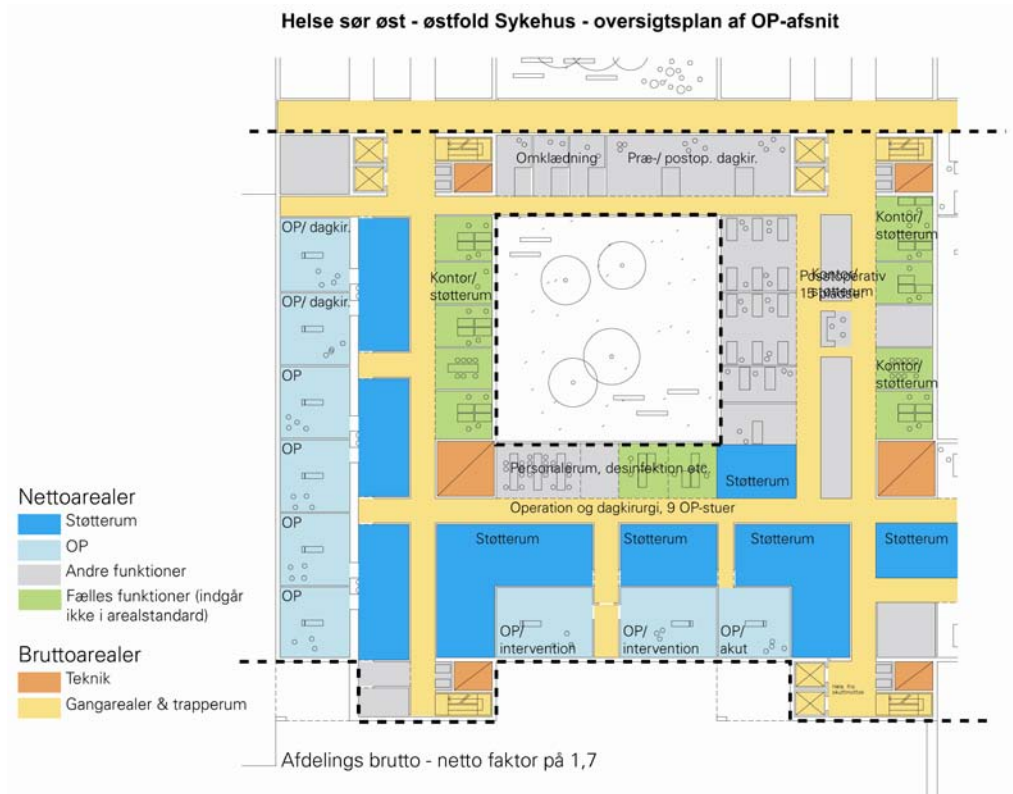 Helse sør øst - østfold Sykehus - oversigtsplan af OP-afsnit
Omklædning
Præ-/ postop. dagkir.
OP/ dagkir.
Kontor/
støtterum
Kontor/
støtterum
Posstoperativ
15 pladser
Kontor/
støtterum
OP/ dagkir.
OP
Kontor/
støtterum
OP
Personalerum, desinfektion etc
Støtterum
Operation og dagkirurgi, 9 OP-stuer
OP
Støtterum
Støtterum
Støtterum
Støtterum
OP
OP/
intervention
OP/
intervention
OP/
akut
Nettoarealer
Støtterum
OP
Andre funktioner
Fælles funktioner (indgår
ikke i arealstandard)
Bruttoarealer
Teknik
Gangarealer & trapperum
Afdelings brutto - netto faktor på 1,7